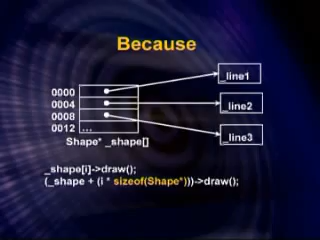 Because
_line1
0000
0004
_line2
0008
0012 ...
_line3
Shape* _shape[]
_shape[i]->draw();
(_shape + (i * sizeof(Shape*)))->draw();